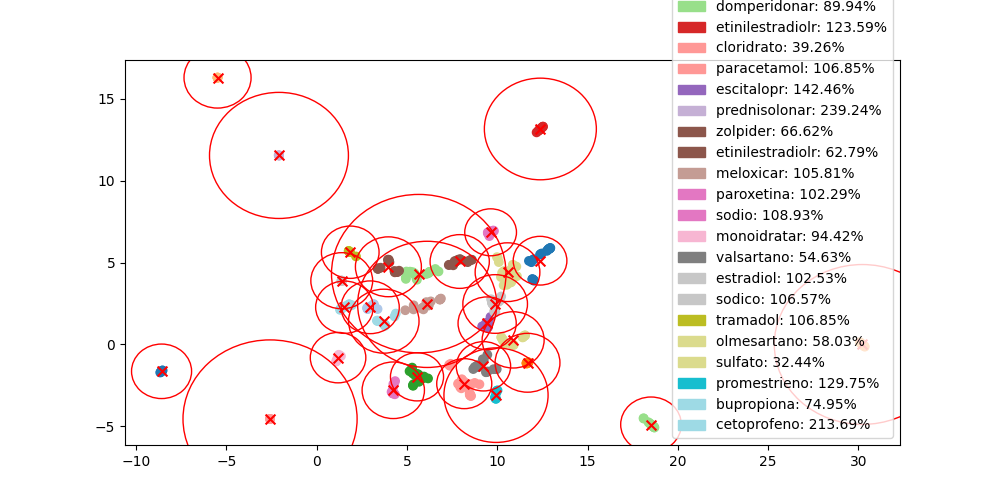 domperidonar: 89.94%
etinilestradiolr: 123.59%
cloridrato: 39.26%
paracetamol: 106.85%
escitalopr: 142.46%
prednisolonar: 239.24%
zolpider: 66.62%
etinilestradiolr: 62.79%
meloxicar: 105.81%
paroxetina: 102.29%
sodio: 108.93%
monoidratar: 94.42%
valsartano: 54.63%
estradiol: 102.53%
sodico: 106.57%
tramadol: 106.85%
olmesartano: 58.03%
sulfato: 32.44%
promestrieno: 129.75%
bupropiona: 74.95%
cetoprofeno: 213.69%
15
10
5
0
−5
−10 −5 0 5 10 15 20 25 30